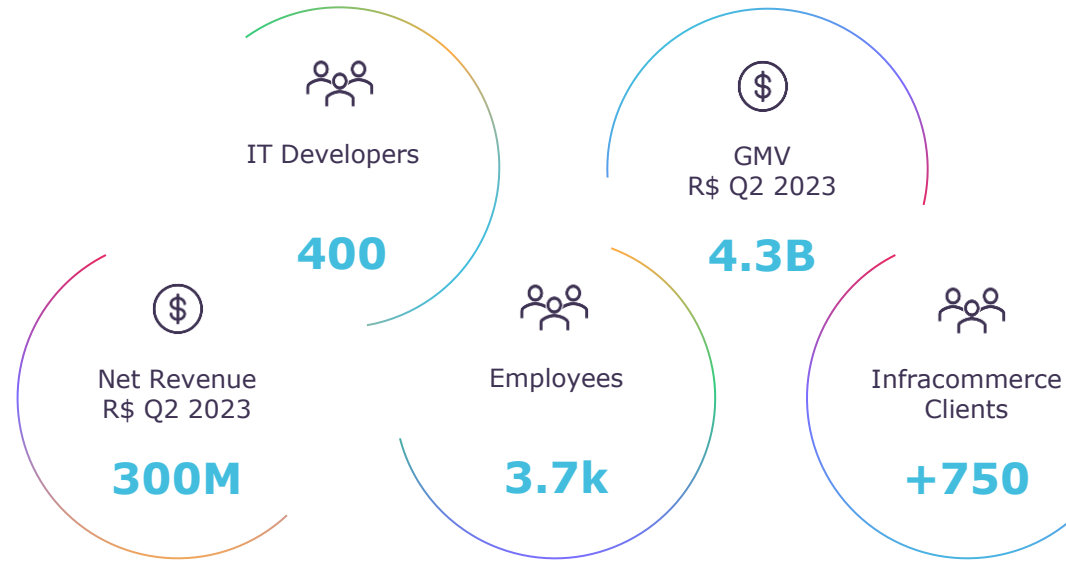 IT Developers
400
GMV
R$ Q2 2023
4.3B
Net Revenue
R$ Q2 2023
300M
Employees
3.7k
Infracommerce
Clients
+750